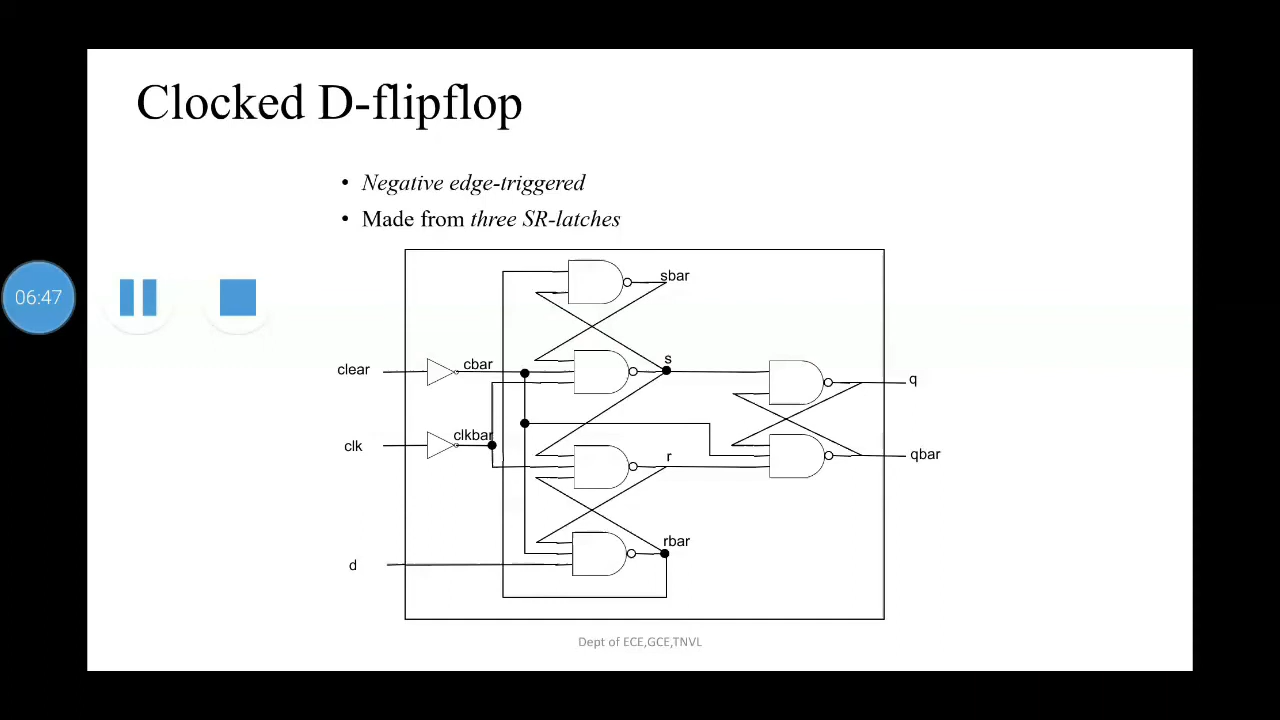 Clocked D-flipflop
• Negative edge-triggered
• Made from three SR-latches
06:47
sbar
clear
cbar
s
q
clk
clkbar
r
qbar
d
rbar
Dept of ECE,GCE,TNVL